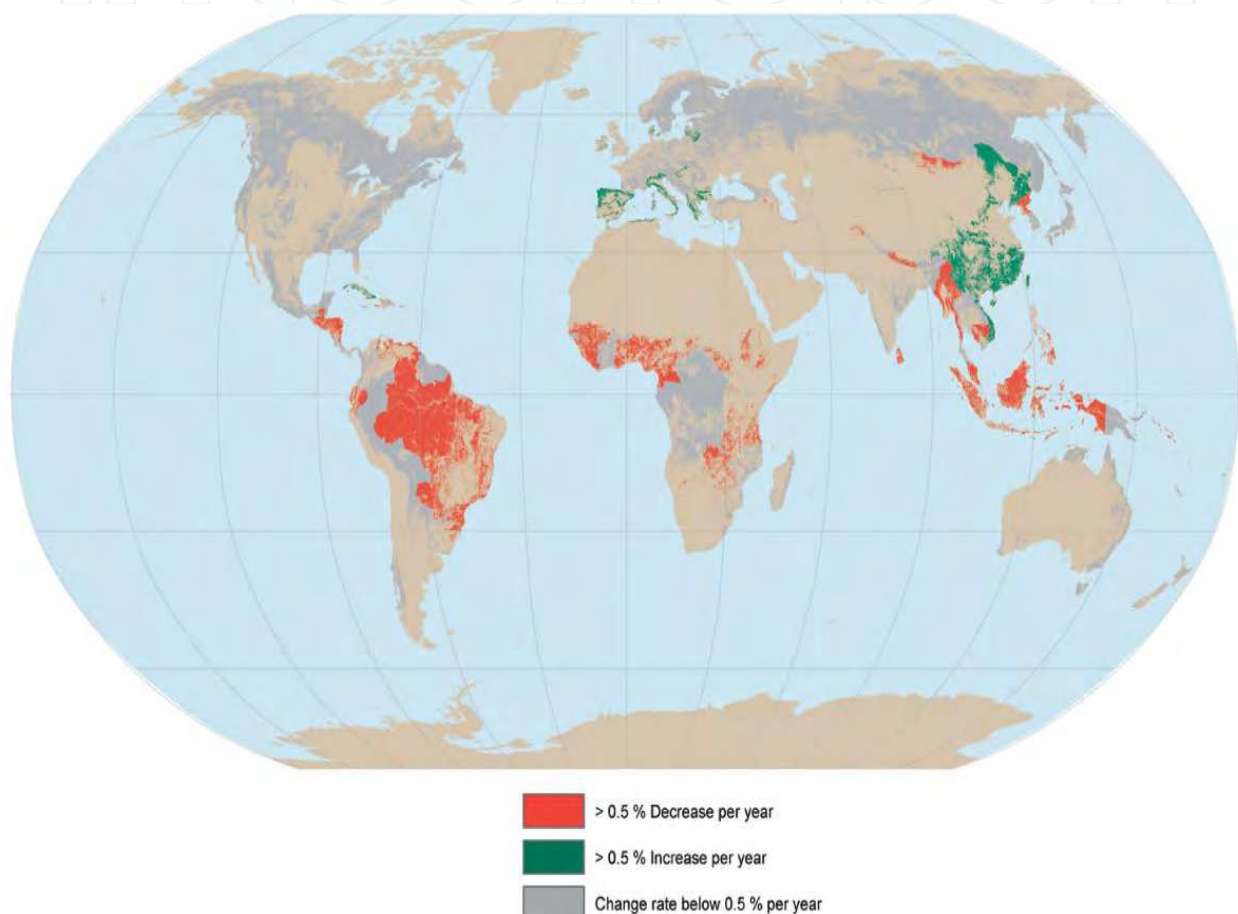 > 0.5 % Decrease per year
> 0.5 % Increase per year
Change rate below 0.5 % per year